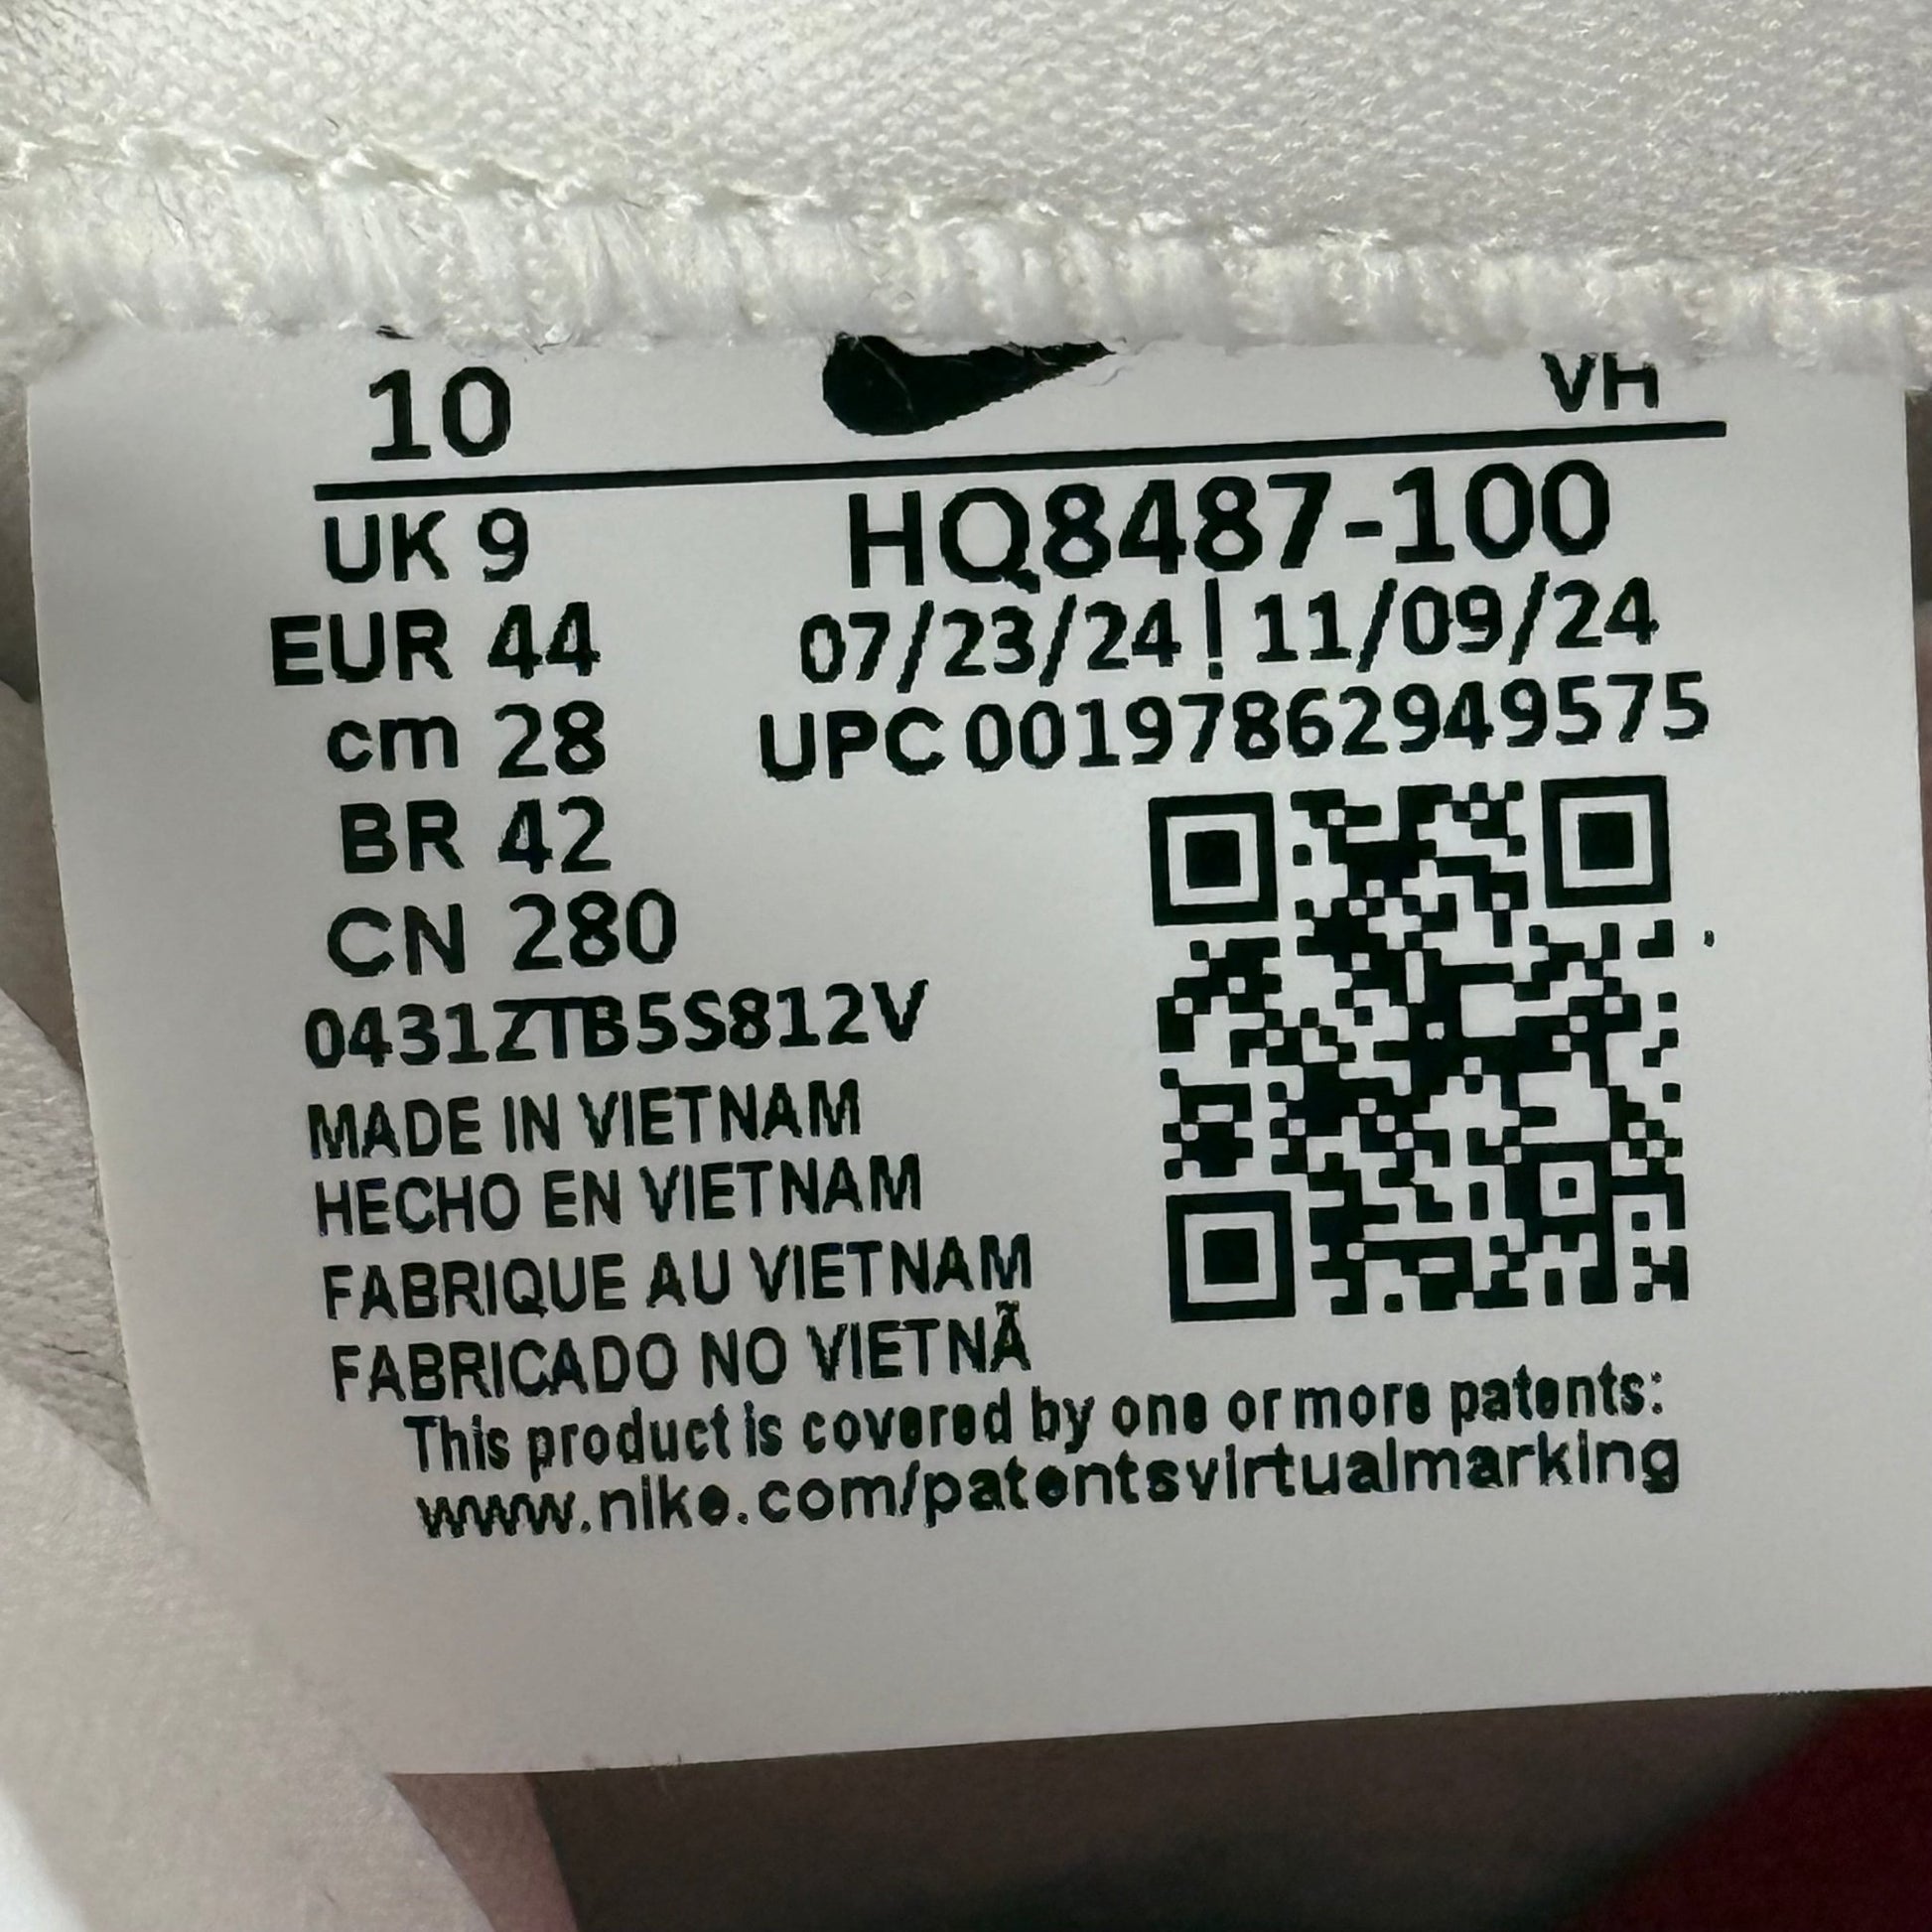 10 VH
UK 9 HQ8487-100
EUR 44 07/23/24 | 11/09/24
cm 28 UPC 00197862949575
BR 42
CN 280
0431ZTB5S812V
MADE IN VIETNAM
HECHO EN VIETNAM
FABRIQUE AU VIETNAM
FABRICADO NO VIETNÃ
This product is covered by one or more patents:
www.nike.com/patentsvirtualmarking